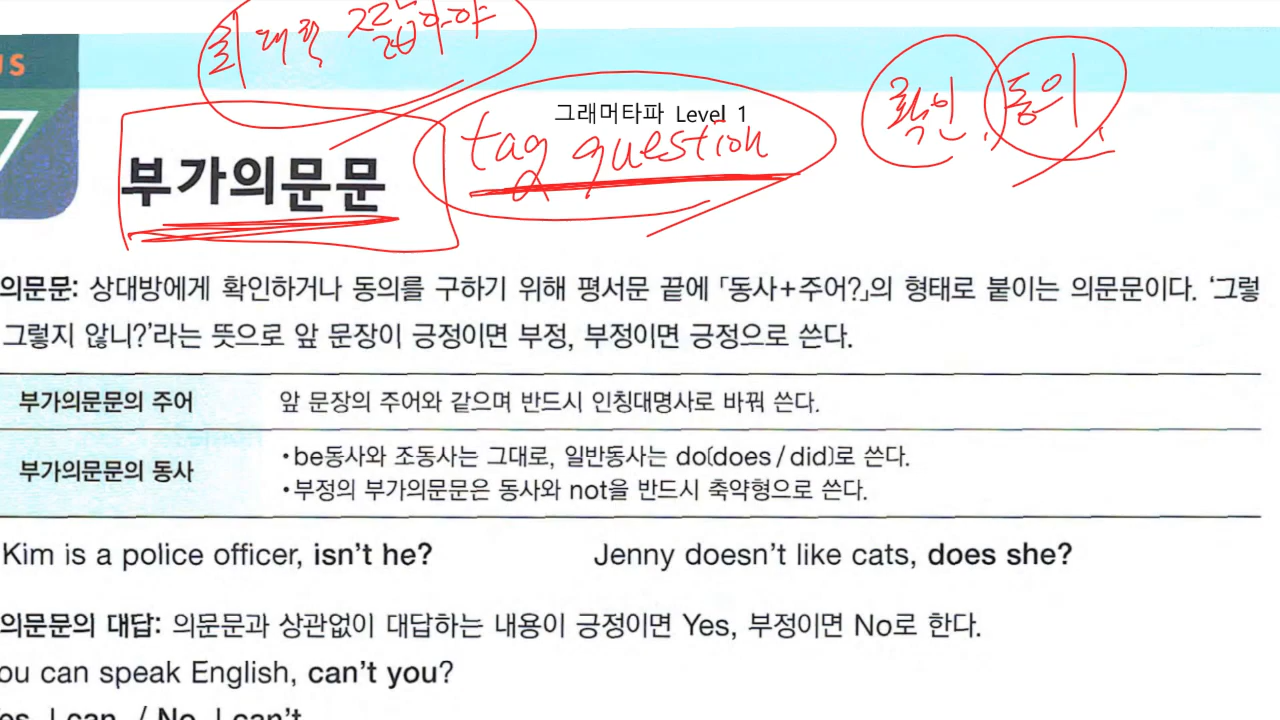 대한
US
확인, 동의,
그래머타파 Level 1
tag question
7
부가의문문
의문문: 상대방에게 확인하거나 동의를 구하기 위해 평서문 끝에 「동사+주어?」의 형태로 붙이는 의문문이다. ‘그렇
그렇지 않니?’라는 뜻으로 앞 문장이 긍정이면 부정, 부정이면 긍정으로 쓴다.
부가의문문의 주어 앞 문장의 주어와 같으며 반드시 인칭대명사로 바꿔 쓴다.
부가의문문의 동사
•be동사와 조동사는 그대로, 일반동사는 do(does / did)로 쓴다.
•부정의 부가의문문은 동사와 not을 반드시 축약형으로 쓴다.
Kim is a police officer, isn’t he? Jenny doesn’t like cats, does she?
의문문의 대답: 의문문과 상관없이 대답하는 내용이 긍정이면 Yes, 부정이면 No로 한다.
ou can speak English, can’t you?
es, I can. / No, I can’t.